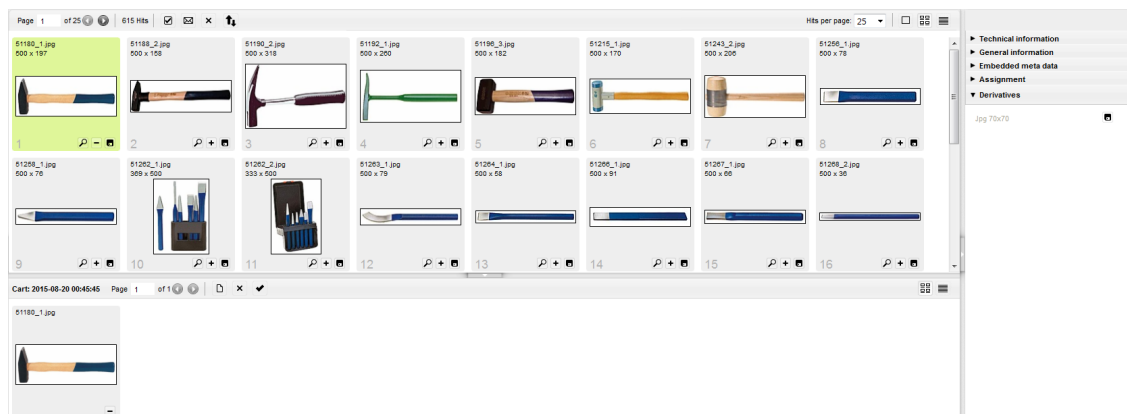 Page 1 of 25 615 Hits Hits per page: 25
51180_1.jpg
500 x 197
1
51188_2.jpg
500 x 158
2
51190_2.jpg
500 x 318
3
51192_1.jpg
500 x 260
4
51196_3.jpg
500 x 182
5
51215_1.jpg
500 x 170
6
51243_2.jpg
500 x 206
7
51256_1.jpg
500 x 78
8
51258_1.jpg
500 x 76
9
51262_1.jpg
369 x 500
10
51262_2.jpg
333 x 500
11
51263_1.jpg
500 x 79
12
51264_1.jpg
500 x 58
13
51266_1.jpg
500 x 91
14
51267_1.jpg
500 x 66
15
51268_2.jpg
500 x 36
16
Technical information
General information
Embedded meta data
Assignment
Derivatives
Jpg 70x70
Cart: 2015-08-20 00:45:45 Page 1 of 1
51180_1.jpg